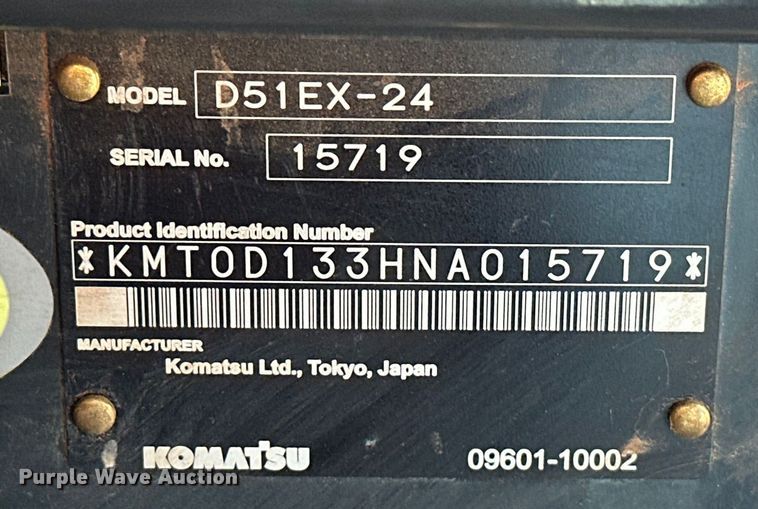 MODEL D51EX-24
SERIAL No. 15719
Product Identification Number
*KMT0D133HNA015719*
MANUFACTURER
Komatsu Ltd., Tokyo, Japan
KOMATSU 09601-10002
Purple Wave Auction